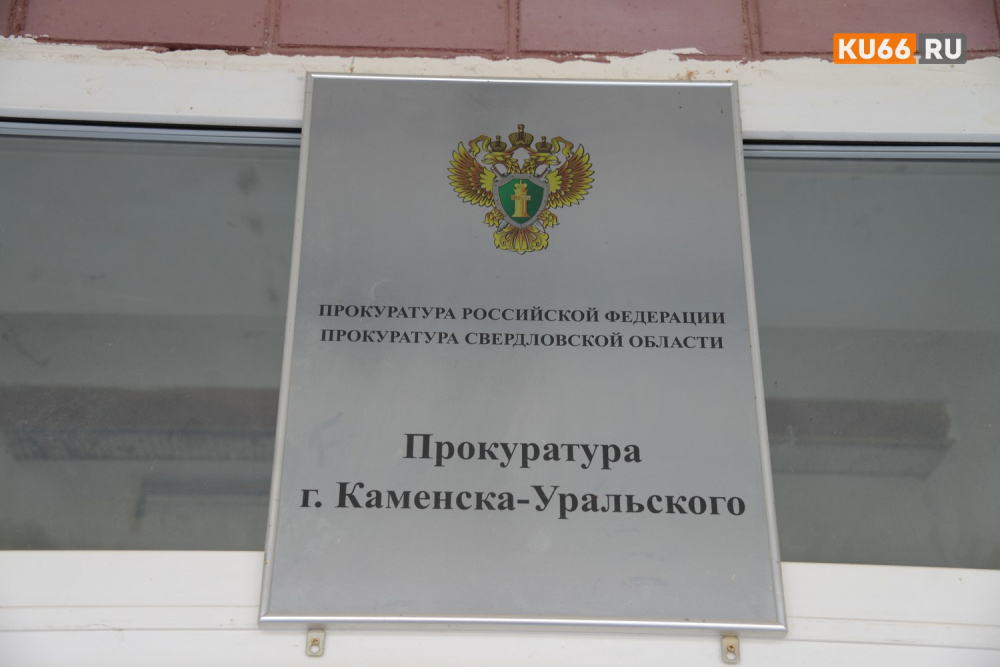 KU66.RU
ПРОКУРАТУРА РОССИЙСКОЙ ФЕДЕРАЦИИ
ПРОКУРАТУРА СВЕРДЛОВСКОЙ ОБЛАСТИ
Прокуратура
г. Каменска-Уральского